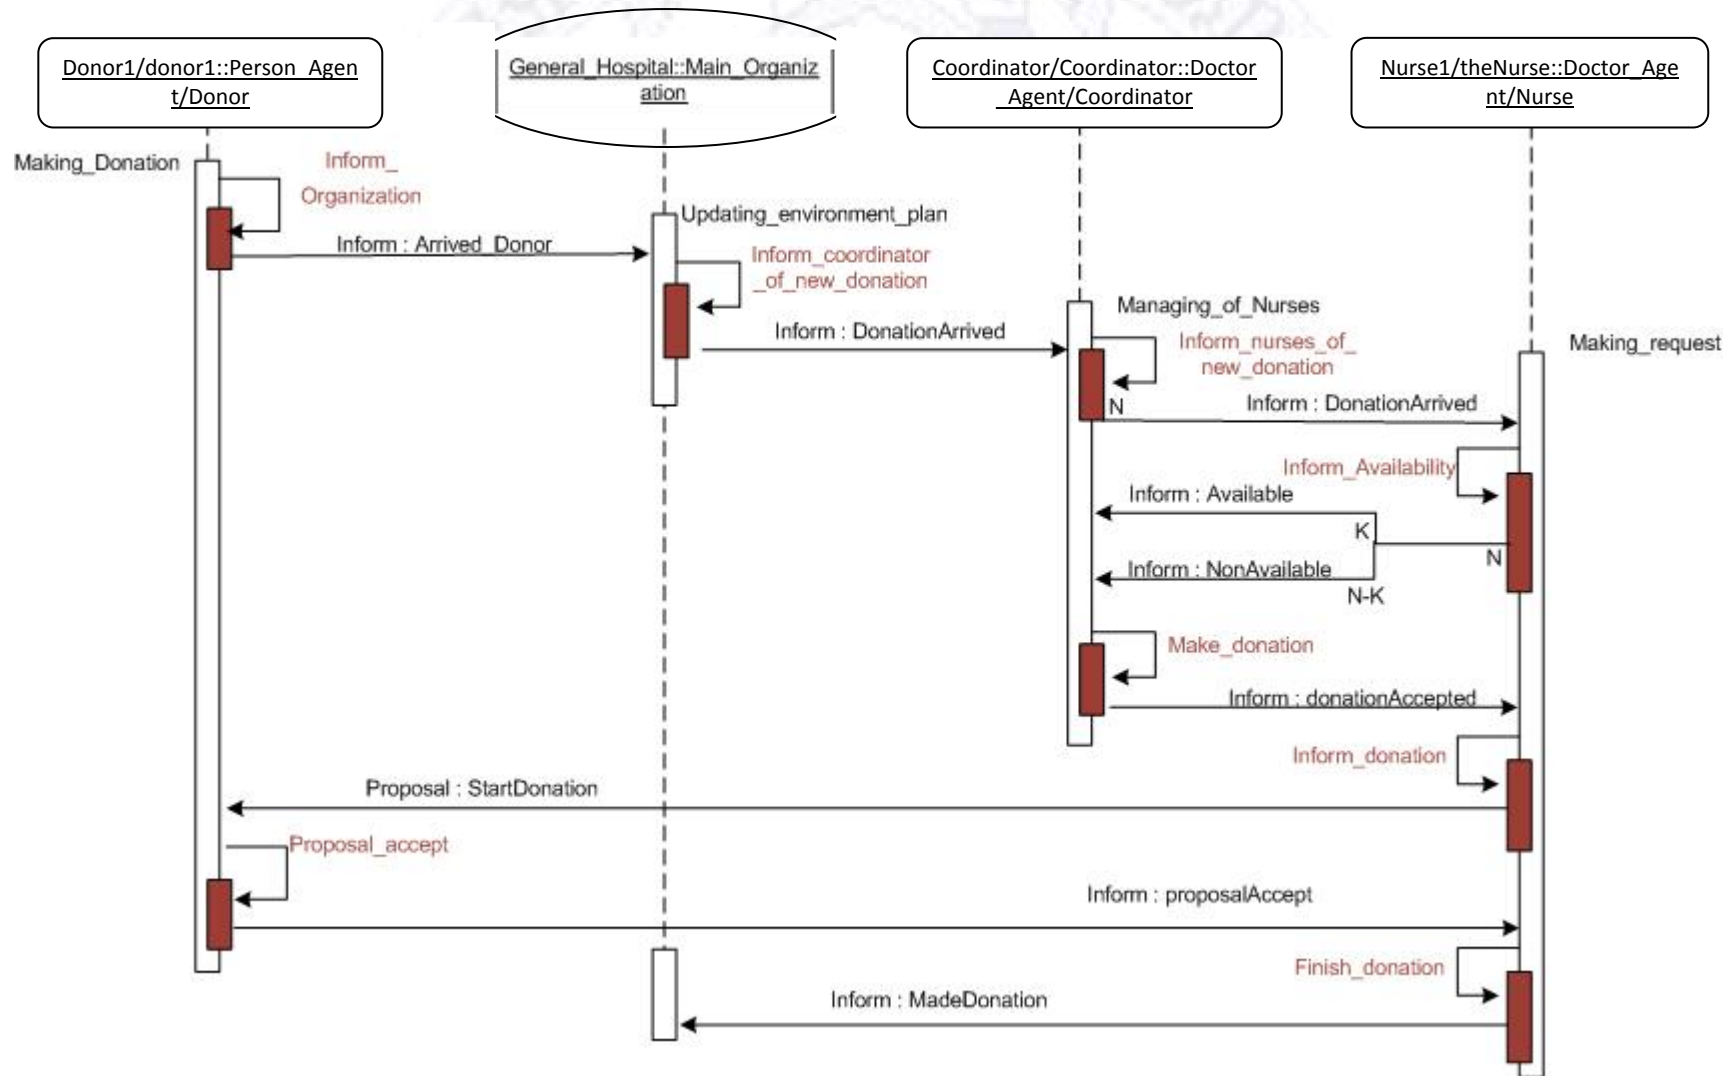 Donor1/donor1::Person_Agen
t/Donor
General_Hospital::Main_Organiz
ation
Coordinator/Coordinator::Doctor
_Agent/Coordinator
Nurse1/theNurse::Doctor_Age
nt/Nurse
Making_Donation
Inform_
Organization
Inform : Arrived_Donor
Updating_environment_plan
Inform_coordinator
_of_new_donation
Inform : DonationArrived
Managing_of_Nurses
Inform_nurses_of_
new_donation
Making_request
N
Inform : DonationArrived
Inform_Availability
Inform : Available
K
N
Inform : NonAvailable
N-K
Make_donation
Inform : donationAccepted
Inform_donation
Proposal : StartDonation
Proposal_accept
Inform : proposalAccept
Finish_donation
Inform : MadeDonation